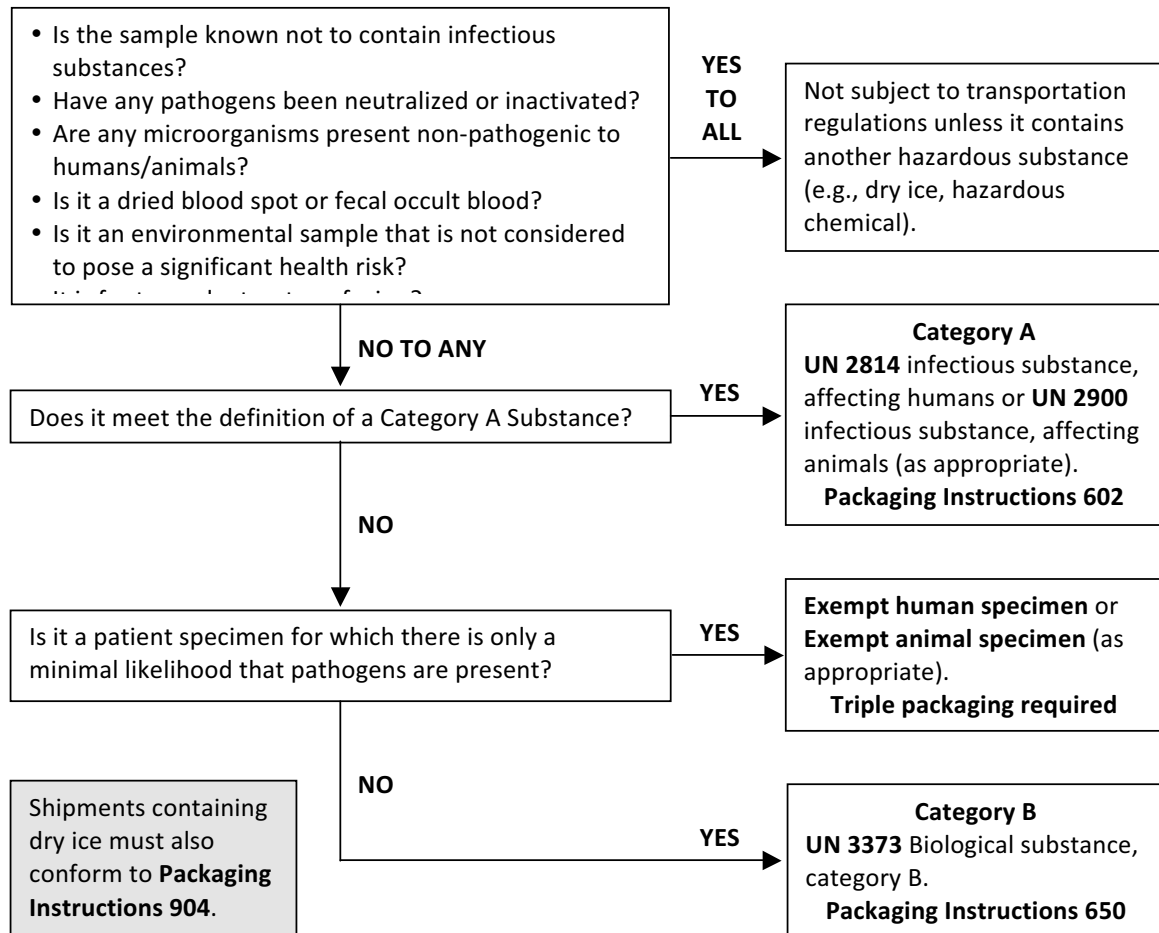 • Is the sample known not to contain infectious
substances?
• Have any pathogens been neutralized or inactivated?
• Are any microorganisms present non-pathogenic to
humans/animals?
• Is it a dried blood spot or fecal occult blood?
• Is it an environmental sample that is not considered
to pose a significant health risk?
YES
TO
ALL
Not subject to transportation
regulations unless it contains
another hazardous substance
(e.g., dry ice, hazardous
chemical).
NO TO ANY
Does it meet the definition of a Category A Substance?
YES
Category A
UN 2814 infectious substance,
affecting humans or UN 2900
infectious substance, affecting
animals (as appropriate).
Packaging Instructions 602
NO
Is it a patient specimen for which there is only a
minimal likelihood that pathogens are present?
YES
Exempt human specimen or
Exempt animal specimen (as
appropriate).
Triple packaging required
NO
Shipments containing
dry ice must also
conform to Packaging
Instructions 904.
YES
Category B
UN 3373 Biological substance,
category B.
Packaging Instructions 650